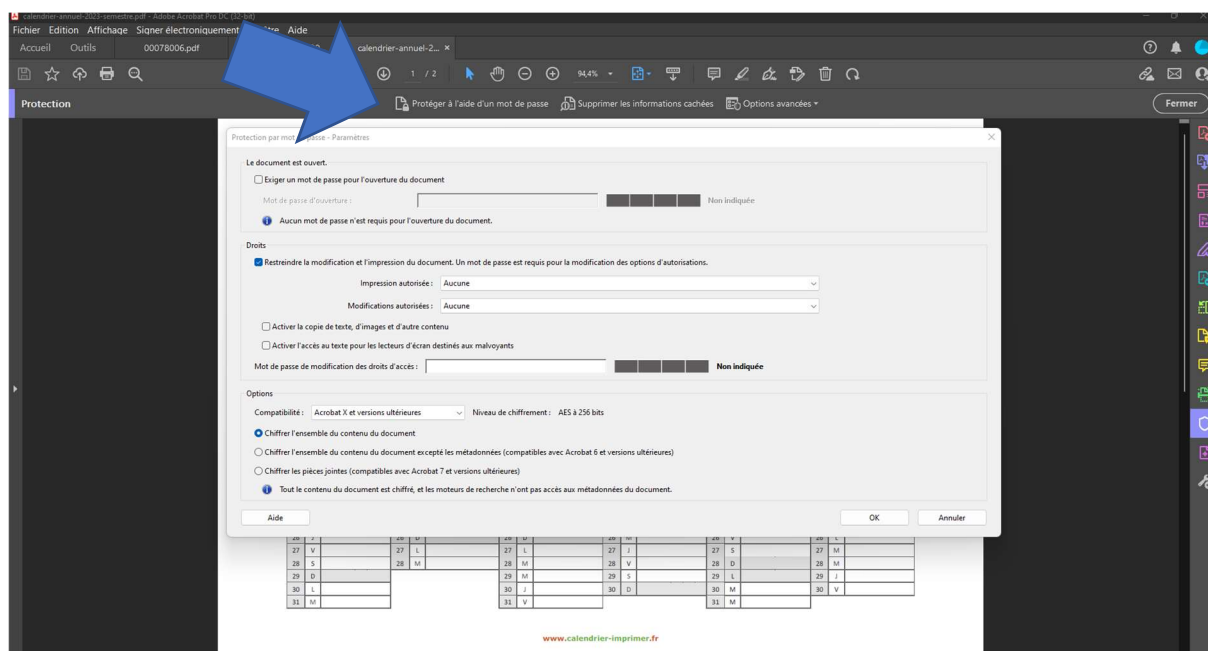 calendrier-annuel-2023-semestre.pdf - Adobe Acrobat Pro DC (32-bit)
Fichier Edition Affichage Signer électroniquement Aide
Accueil Outils 00078006.pdf calendrier-annuel-2... ×
1 / 2 94,4%
Protection Protéger à l'aide d'un mot de passe Supprimer les informations cachées Options avancées Fermer
Protection par mot de passe - Paramètres
Le document est ouvert.
Exiger un mot de passe pour l'ouverture du document
Mot de passe d'ouverture : Non indiquée
Aucun mot de passe n'est requis pour l'ouverture du document.
Droits
Restreindre la modification et l'impression du document. Un mot de passe est requis pour la modification des options d'autorisations.
Impression autorisée : Aucune
Modifications autorisées : Aucune
Activer la copie de texte, d'images et d'autre contenu
Activer l'accès au texte pour les lecteurs d'écran destinés aux malvoyants
Mot de passe de modification des droits d'accès : Non indiquée
Options
Compatibilité : Acrobat X et versions ultérieures Niveau de chiffrement : AES à 256 bits
Chiffrer l'ensemble du contenu du document
Chiffrer l'ensemble du contenu du document excepté les métadonnées (compatibles avec Acrobat 6 et versions ultérieures)
Chiffrer les pièces jointes (compatibles avec Acrobat 7 et versions ultérieures)
Tout le contenu du document est chiffré, et les moteurs de recherche n'ont pas accès aux métadonnées du document.
Aide OK Annuler
27 V 27 L 27 L 27 J 27 S 27 M
28 S 28 M 28 M 28 V 28 D 28 M
29 D 29 M 29 S 29 L 29 J
30 L 30 J 30 D 30 M 30 V
31 M 31 V 31 M
www.calendrier-imprimer.fr